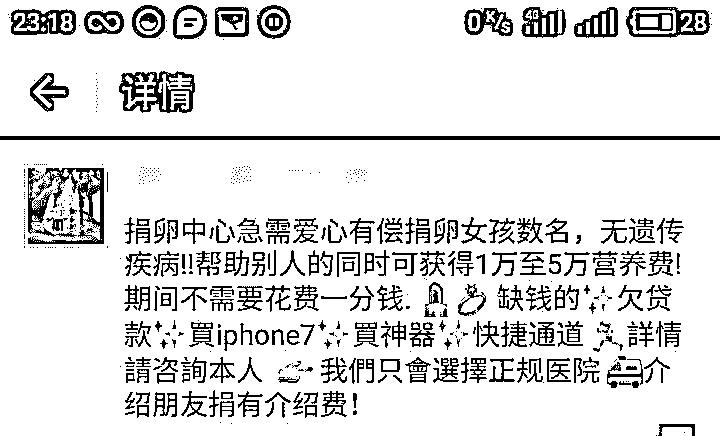 23:18 0K/s 4G 28
详情
捐卵中心急需爱心有偿捐卵女孩数名，无遗传
疾病!!帮助别人的同时可获得1万至5万营养费!
期间不需要花费一分钱. 💄💍 缺钱的✨欠贷
款✨買iphone7✨買神器✨快捷通道 🏃詳情
請咨詢本人 👉我們只會選擇正规医院🚑介
绍朋友捐有介绍费！